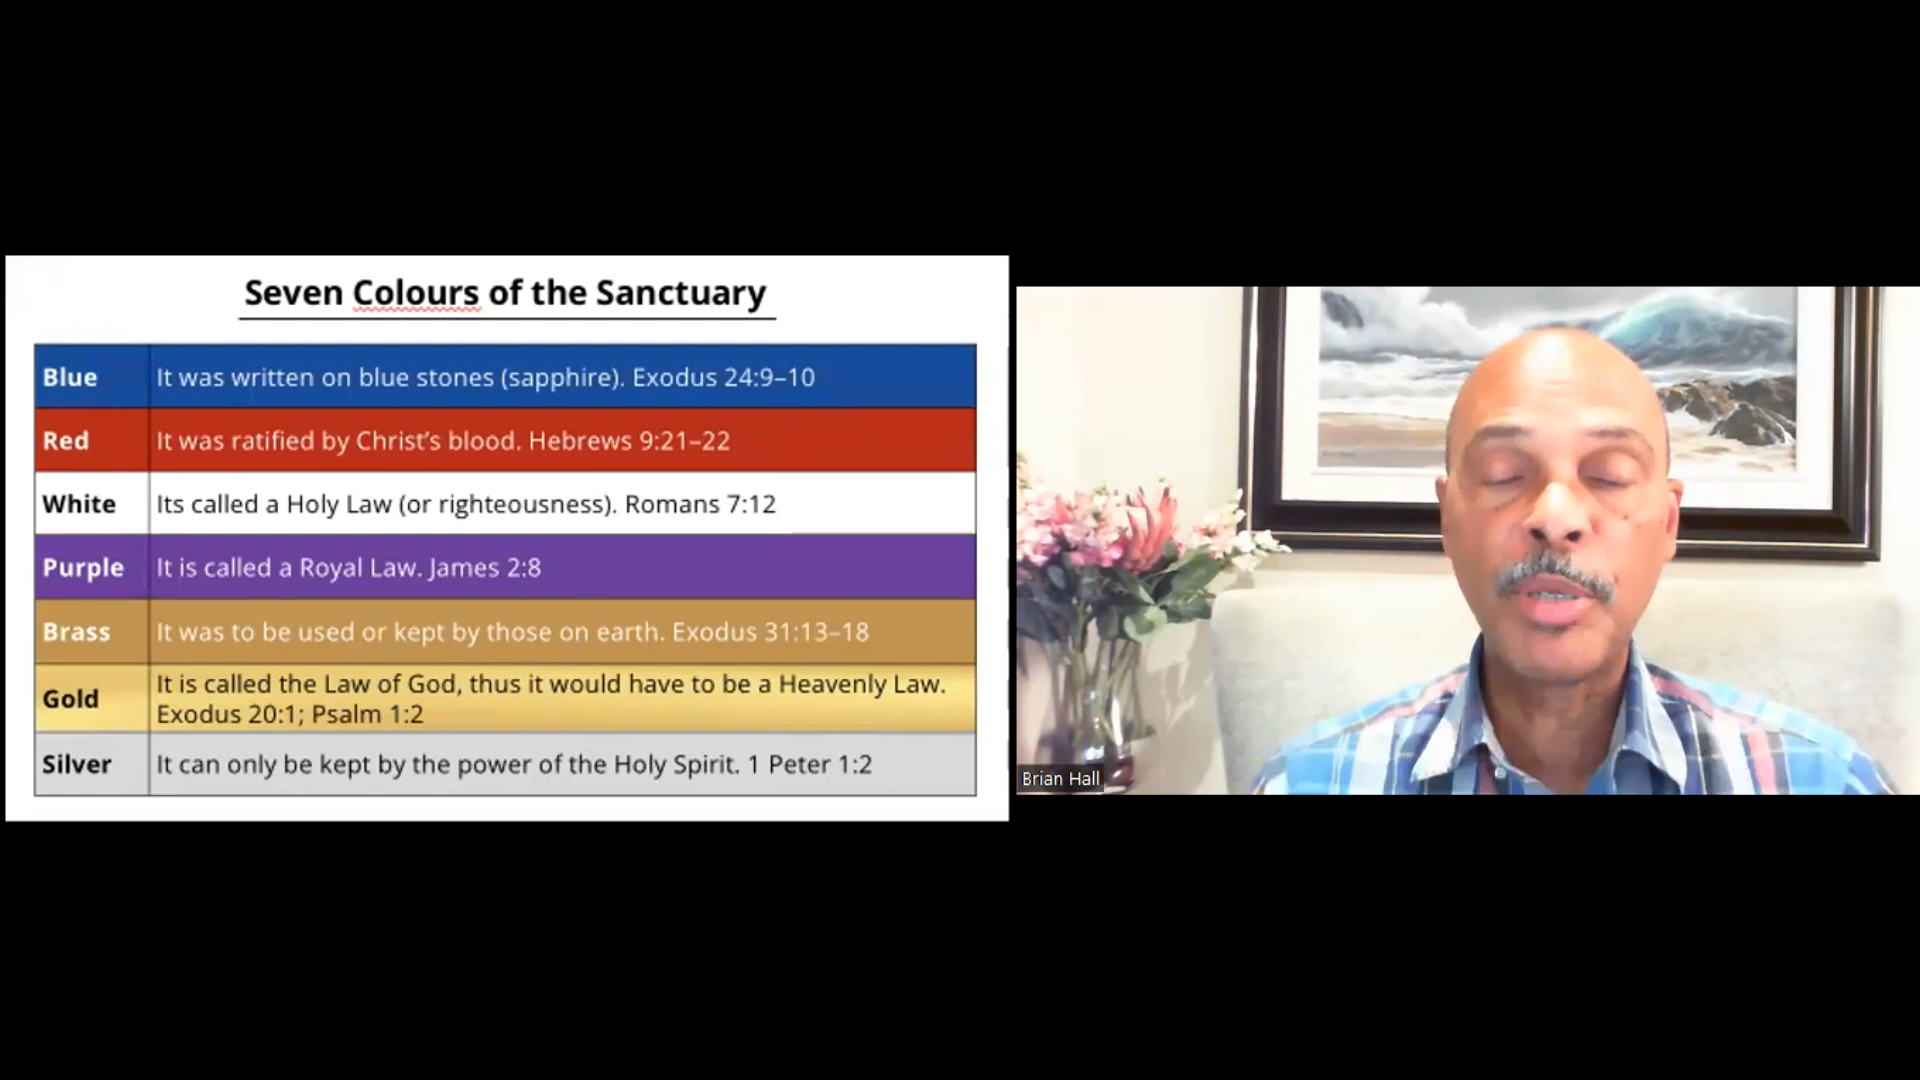 Seven Colours of the Sanctuary
Blue It was written on blue stones (sapphire). Exodus 24:9–10
Red It was ratified by Christ’s blood. Hebrews 9:21–22
White Its called a Holy Law (or righteousness). Romans 7:12
Purple It is called a Royal Law. James 2:8
Brass It was to be used or kept by those on earth. Exodus 31:13–18
Gold It is called the Law of God, thus it would have to be a Heavenly Law.
Exodus 20:1; Psalm 1:2
Silver It can only be kept by the power of the Holy Spirit. 1 Peter 1:2
Brian Hall